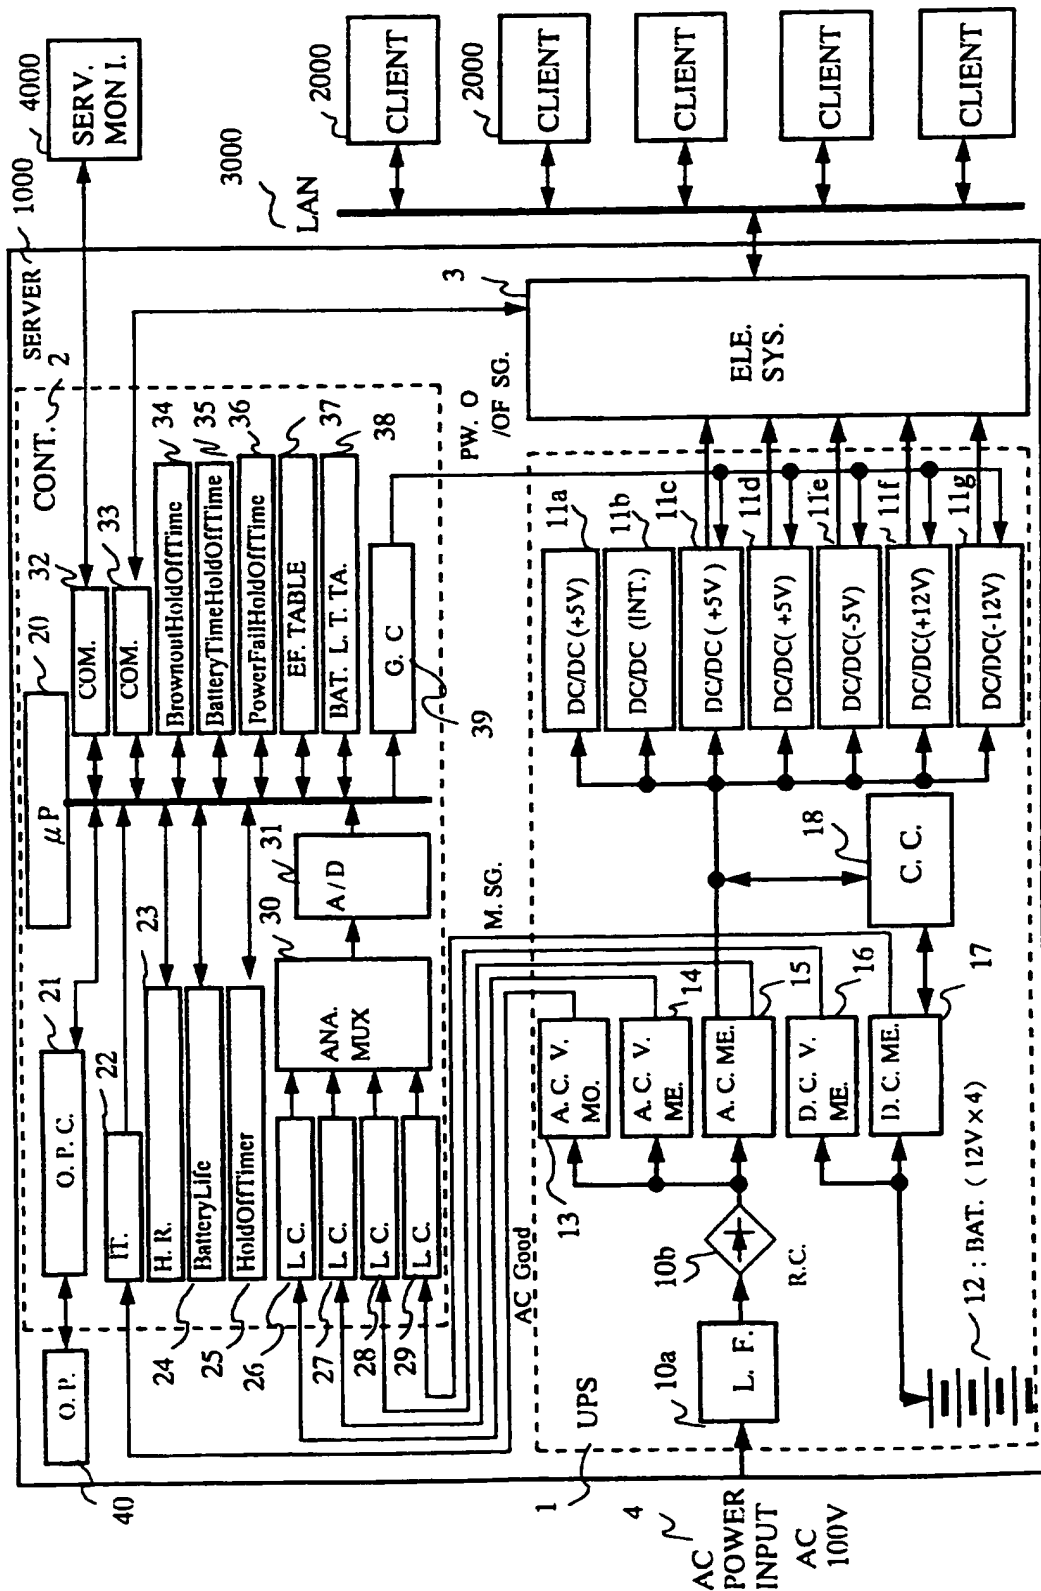 SERVER
1000
4000
SERV.
MON I.
CONT.
2
40
O. P.
21
O. P. C.
20
μP
22
IT.
23
H. R.
24
BatteryLife
25
HoldOffTimer
26
L. C.
27
L. C.
28
L. C.
29
L. C.
30
ANA.
MUX
31
A / D
32
COM.
33
COM.
34
BrownoutHoldOffTime
35
BatteryTimeHoldOffTime
36
PowerFailHoldOffTime
37
EF. TABLE
38
BAT. L. T. TA.
G. C
39
AC Good
M. SG.
PW. O
/OF SG.
3
ELE.
SYS.
3000
LAN
2000
CLIENT
2000
CLIENT
CLIENT
CLIENT
CLIENT
1
UPS
4
AC
POWER
INPUT
AC
100V
10a
L. F.
10b
R.C.
12 : BAT. ( 12V × 4)
13
A. C. V.
MO.
14
A. C. V.
ME.
15
A. C. ME.
16
D. C. V.
ME.
17
D. C. ME.
18
C. C.
11a
DC/DC (+5V)
11b
DC/DC (INT.)
11c
DC/DC ( +5V)
11d
DC/DC( +5V)
11e
DC/DC(-5V)
11f
DC/DC(+12V)
11g
DC/DC(-12V)